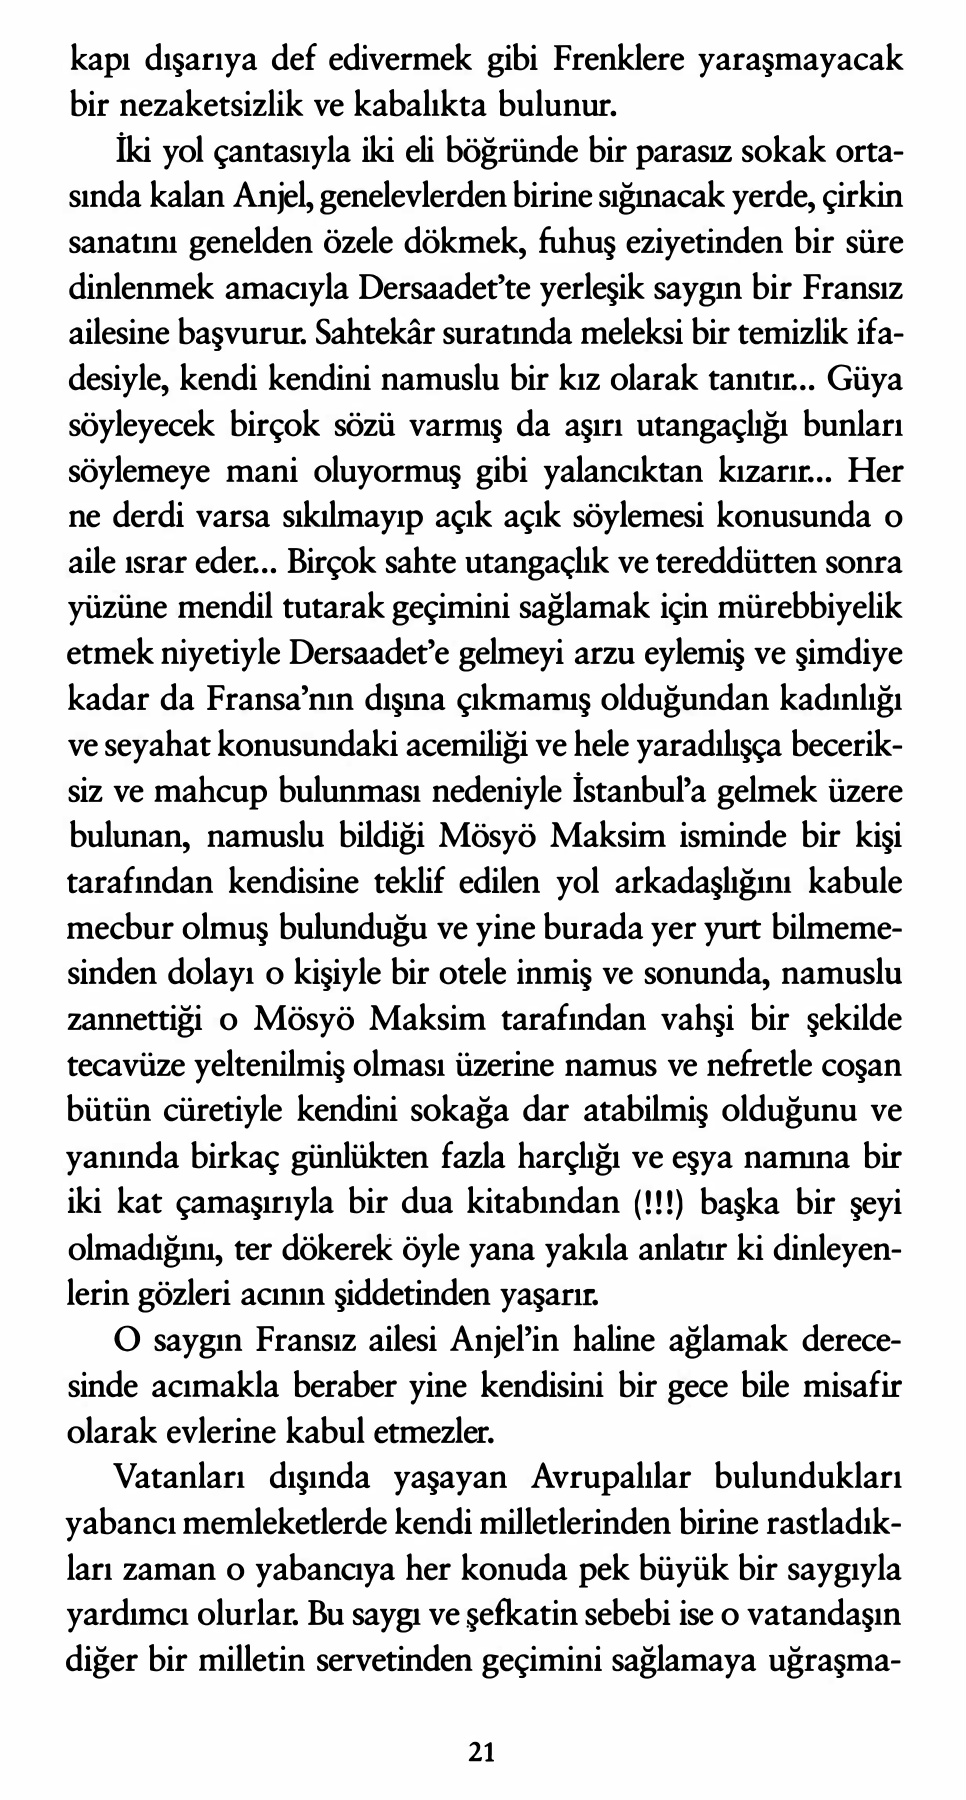 kapı dışarıya def edivermek gibi Frenklere yaraşmayacak
bir nezaketsizlik ve kabalıkta bulunur.
İki yol çantasıyla iki eli böğründe bir parasız sokak orta-
sında kalan Anjel, genelevlerden birine sığınacak yerde, çirkin
sanatını genelden özele dökmek, fuhuş eziyetinden bir süre
dinlenmek amacıyla Dersaadet’te yerleşik saygın bir Fransız
ailesine başvurur. Sahtekâr suratında meleksi bir temizlik ifa-
desiyle, kendi kendini namuslu bir kız olarak tanıtır... Güya
söyleyecek birçok sözü varmış da aşırı utangaçlığı bunları
söylemeye mani oluyormuş gibi yalancıktan kızarır... Her
ne derdi varsa sıkılmayıp açık açık söylemesi konusunda o
aile ısrar eder... Birçok sahte utangaçlık ve tereddütten sonra
yüzüne mendil tutarak geçimini sağlamak için mürebbiyelik
etmek niyetiyle Dersaadet’e gelmeyi arzu eylemiş ve şimdiye
kadar da Fransa’nın dışına çıkmamış olduğundan kadınlığı
ve seyahat konusundaki acemiliği ve hele yaradılışça becerik-
siz ve mahcup bulunması nedeniyle İstanbul’a gelmek üzere
bulunan, namuslu bildiği Mösyö Maksim isminde bir kişi
tarafından kendisine teklif edilen yol arkadaşlığını kabule
mecbur olmuş bulunduğu ve yine burada yer yurt bilmeme-
sinden dolayı o kişiyle bir otele inmiş ve sonunda, namuslu
zannettiği o Mösyö Maksim tarafından vahşi bir şekilde
tecavüze yeltenilmiş olması üzerine namus ve nefretle coşan
bütün cüretiyle kendini sokağa dar atabilmiş olduğunu ve
yanında birkaç günlükten fazla harçlığı ve eşya namına bir
iki kat çamaşırıyla bir dua kitabından (!!!) başka bir şeyi
olmadığını, ter dökerek öyle yana yakıla anlatır ki dinleyen-
lerin gözleri acının şiddetinden yaşarır.
O saygın Fransız ailesi Anjel’in haline ağlamak derece-
sinde acımakla beraber yine kendisini bir gece bile misafir
olarak evlerine kabul etmezler.
Vatanları dışında yaşayan Avrupalılar bulundukları
yabancı memleketlerde kendi milletlerinden birine rastladık-
ları zaman o yabancıya her konuda pek büyük bir saygıyla
yardımcı olurlar. Bu saygı ve şefkatin sebebi ise o vatandaşın
diğer bir milletin servetinden geçimini sağlamaya uğraşma-
21